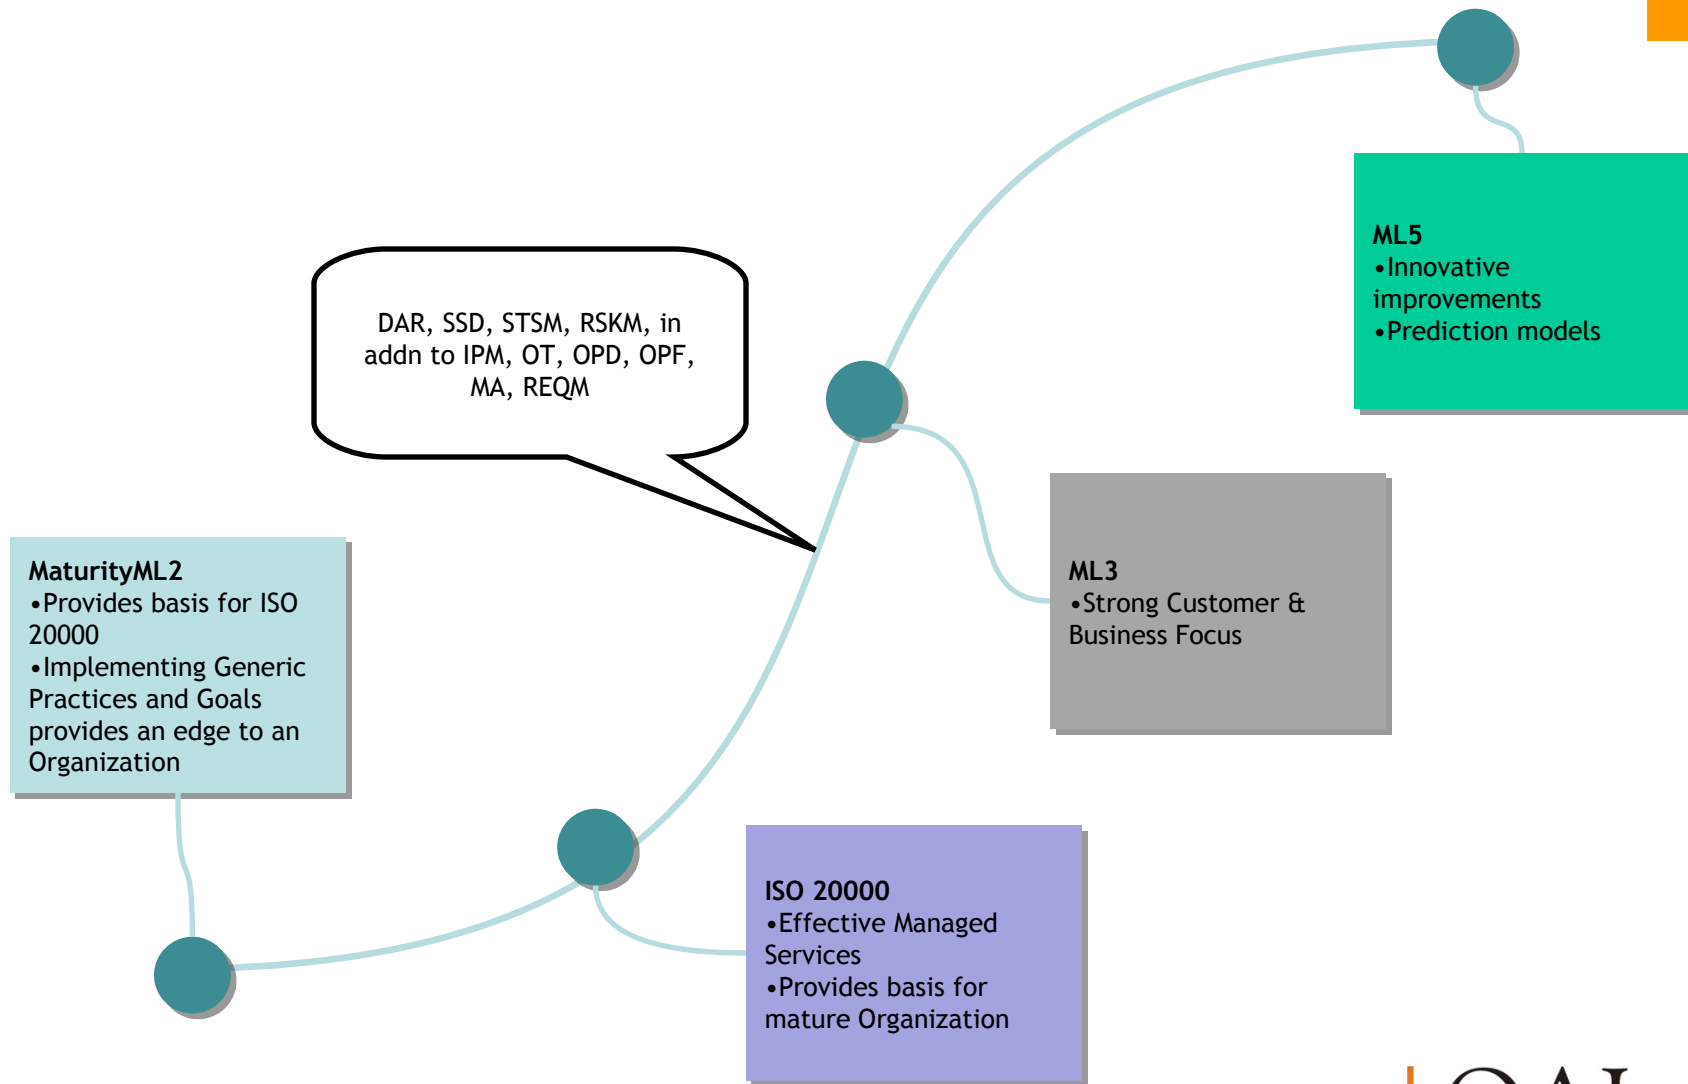 DAR, SSD, STSM, RSKM, in
addn to IPM, OT, OPD, OPF,
MA, REQM
ML5
•Innovative
improvements
•Prediction models
MaturityML2
•Provides basis for ISO
20000
•Implementing Generic
Practices and Goals
provides an edge to an
Organization
ML3
•Strong Customer &
Business Focus
ISO 20000
•Effective Managed
Services
•Provides basis for
mature Organization